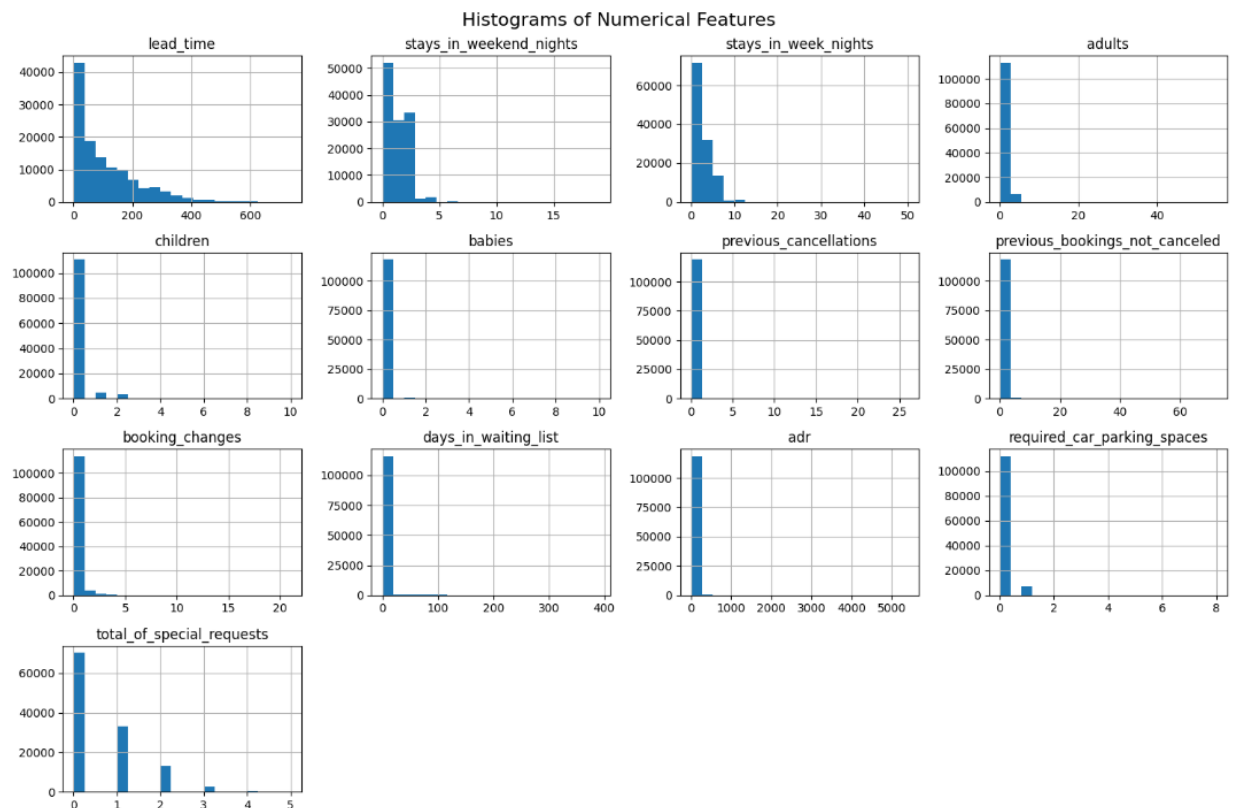 Histograms of Numerical Features
lead_time
stays_in_weekend_nights
stays_in_week_nights
adults
40000
30000
20000
10000
0
0 200 400 600
50000
40000
30000
20000
10000
0
0 5 10 15
60000
40000
20000
0
0 10 20 30 40 50
100000
80000
60000
40000
20000
0
0 20 40
children
babies
previous_cancellations
previous_bookings_not_canceled
100000
80000
60000
40000
20000
0
0 2 4 6 8 10
100000
75000
50000
25000
0
0 2 4 6 8 10
100000
75000
50000
25000
0
0 5 10 15 20 25
100000
75000
50000
25000
0
0 20 40 60
booking_changes
days_in_waiting_list
adr
required_car_parking_spaces
100000
80000
60000
40000
20000
0
0 5 10 15 20
100000
80000
60000
40000
20000
0
0 100 200 300 400
100000
75000
50000
25000
0
0 1000 2000 3000 4000 5000
100000
80000
60000
40000
20000
0
0 2 4 6 8
total_of_special_requests
60000
40000
20000
0
0 1 2 3 4 5